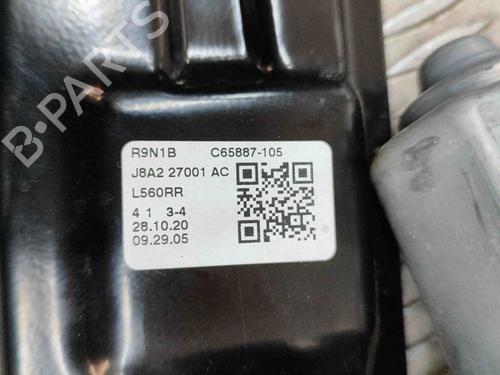 B-PARTS
R9N1B C65887-105
J8A2 27001 AC
L560RR
4 1 3-4
28.10.20
09.29.05